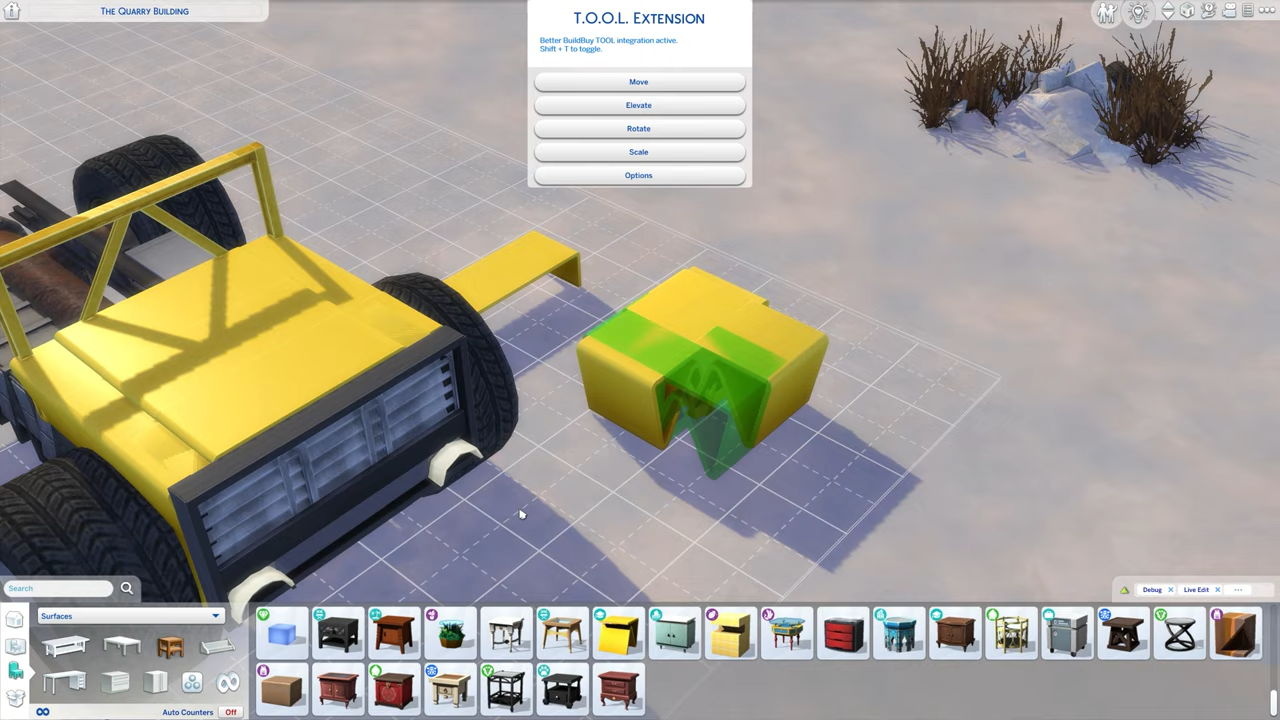 The Quarry Building
T.O.O.L. Extension
Better BuildBuy TOOL integration active.
Shift + T to toggle.
Move
Elevate
Rotate
Scale
Options
Search
Debug
Live Edit
Surfaces
Auto Counters
Off